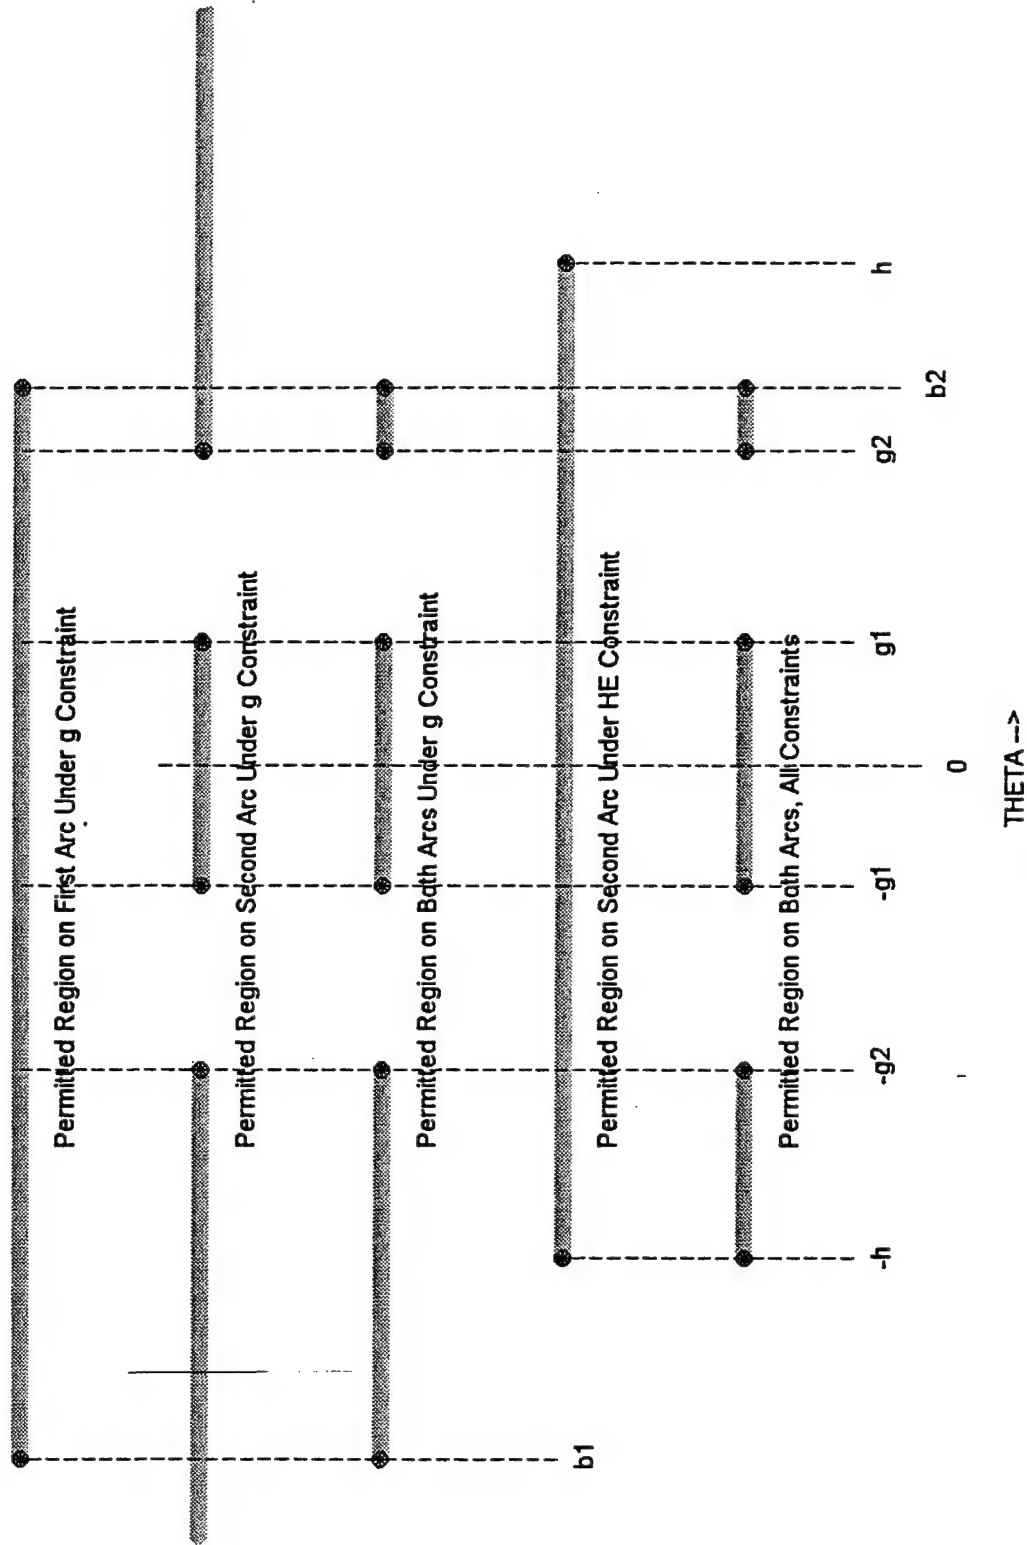 Permitted Region on First Arc Under g Constraint
Permitted Region on Second Arc Under g Constraint
Permitted Region on Both Arcs Under g Constraint
Permitted Region on Second Arc Under HE Constraint
Permitted Region on Both Arcs, All Constraints
b1
-h
-g2
-g1
g1
g2
h
b2
0
THETA -->